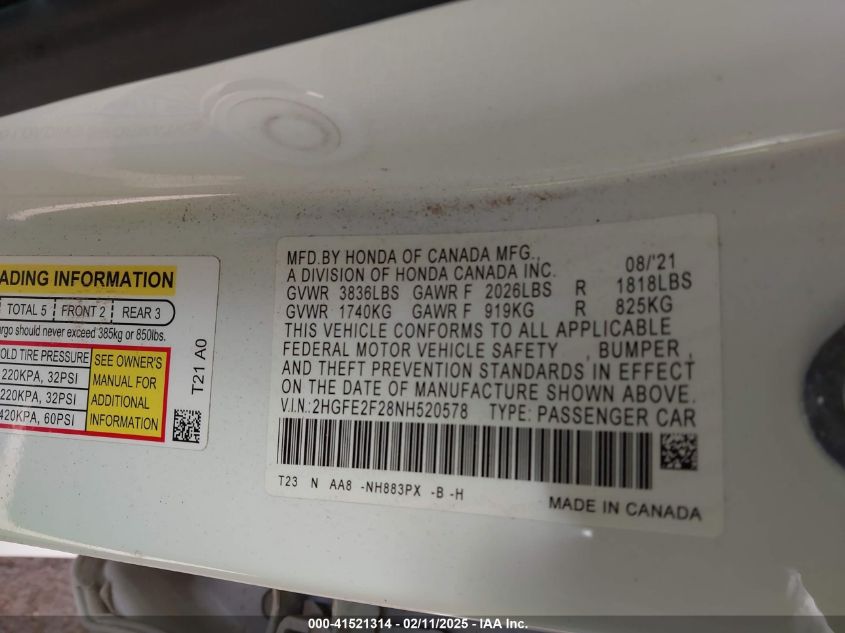 ADING INFORMATION
TOTAL 5 FRONT 2 REAR 3
rgo should never exceed 385kg or 850lbs.
OLD TIRE PRESSURE
220KPA, 32PSI
220KPA, 32PSI
420KPA, 60PSI
SEE OWNER'S
MANUAL FOR
ADDITIONAL
INFORMATION
T21 A0
MFD.BY HONDA OF CANADA MFG., 08/'21
A DIVISION OF HONDA CANADA INC.
GVWR 3836LBS GAWR F 2026LBS R 1818LBS
GVWR 1740KG GAWR F 919KG R 825KG
THIS VEHICLE CONFORMS TO ALL APPLICABLE
FEDERAL MOTOR VEHICLE SAFETY , BUMPER ,
AND THEFT PREVENTION STANDARDS IN EFFECT
ON THE DATE OF MANUFACTURE SHOWN ABOVE.
V.I.N.:2HGFE2F28NH520578 TYPE: PASSENGER CAR
T23 N AA8 -NH883PX -B -H
MADE IN CANADA
000-41521314 - 02/11/2025 - IAA Inc.